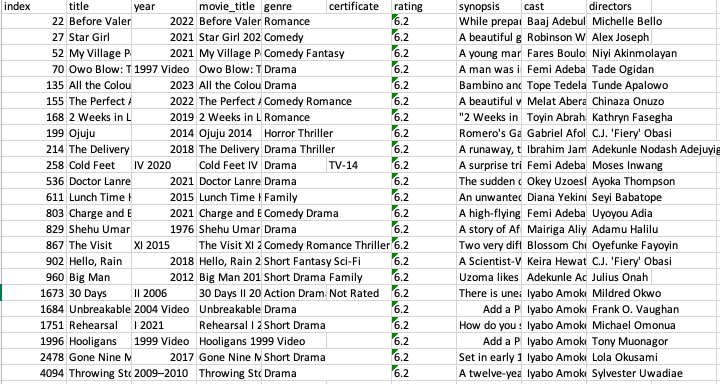 index title year movie_title genre certificate rating synopsis cast directors
22 Before Valer 2022 Before Valer Romance 6.2 While prepar Baaj Adebul Michelle Bello
27 Star Girl 2021 Star Girl 202 Comedy 6.2 A beautiful g Robinson W Alex Joseph
52 My Village P 2021 My Village P Comedy Fantasy 6.2 A young mar Fares Boulo Niyi Akinmolayan
70 Owo Blow: T 1997 Video Owo Blow: T Drama 6.2 A man was i Femi Adeba Tade Ogidan
135 All the Colou 2023 All the Colou Drama 6.2 Bambino and Tope Tedela Tunde Apalowo
155 The Perfect A 2022 The Perfect A Comedy Romance 6.2 A beautiful w Melat Abera Chinaza Onuzo
168 2 Weeks in L 2019 2 Weeks in L Romance 6.2 "2 Weeks in Toyin Abrah Kathryn Fasegha
199 Ojuju 2014 Ojuju 2014 Horror Thriller 6.2 Romero's Ga Gabriel Afol C.J. 'Fiery' Obasi
214 The Delivery 2018 The Delivery Drama Thriller 6.2 A runaway, t Ibrahim Jam Adekunle Nodash Adejuyig
258 Cold Feet IV 2020 Cold Feet IV Drama TV-14 6.2 A surprise tri Femi Adeba Moses Inwang
536 Doctor Lanre 2021 Doctor Lanre Drama 6.2 The sudden c Okey Uzoesl Ayoka Thompson
611 Lunch Time H 2015 Lunch Time H Family 6.2 An unwante Diana Yekinn Seyi Babatope
803 Charge and B 2021 Charge and B Comedy Drama 6.2 A high-flying Femi Adeba Uyoyou Adia
829 Shehu Umar 1976 Shehu Umar Drama 6.2 A story of Af Mairiga Aliy Adamu Halilu
867 The Visit XI 2015 The Visit XI 2 Comedy Romance Thriller 6.2 Two very diff Blossom Ch Oyefunke Fayoyin
902 Hello, Rain 2018 Hello, Rain 2 Short Fantasy Sci-Fi 6.2 A Scientist-W Keira Hewat C.J. 'Fiery' Obasi
960 Big Man 2012 Big Man 201 Short Drama Family 6.2 Uzoma likes Adekunle Ac Julius Onah
1673 30 Days II 2006 30 Days II 20 Action Dram Not Rated 6.2 There is unea Iyabo Amok Mildred Okwo
1684 Unbreakable 2004 Video Unbreakable Drama 6.2 Add a P Iyabo Amok Frank O. Vaughan
1751 Rehearsal I 2021 Rehearsal I 2 Short Drama 6.2 How do you s Iyabo Amok Michael Omonua
1996 Hooligans 1999 Video Hooligans 1999 Video 6.2 Add a P Iyabo Amok Tony Muonagor
2478 Gone Nine M 2017 Gone Nine M Short Drama 6.2 Set in early 1 Iyabo Amok Lola Okusami
4094 Throwing Sto 2009–2010 Throwing Sto Drama 6.2 A twelve-yea Iyabo Amok Sylvester Uwadiae